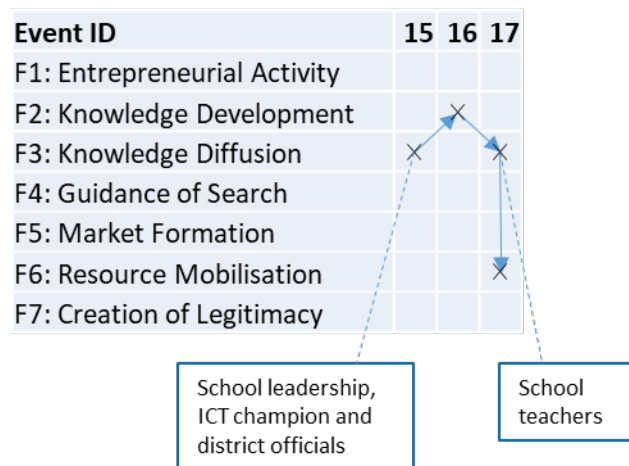 Event ID 15 16 17
F1: Entrepreneurial Activity
F2: Knowledge Development
F3: Knowledge Diffusion
F4: Guidance of Search
F5: Market Formation
F6: Resource Mobilisation
F7: Creation of Legitimacy
School leadership,
ICT champion and
district officials
School
teachers